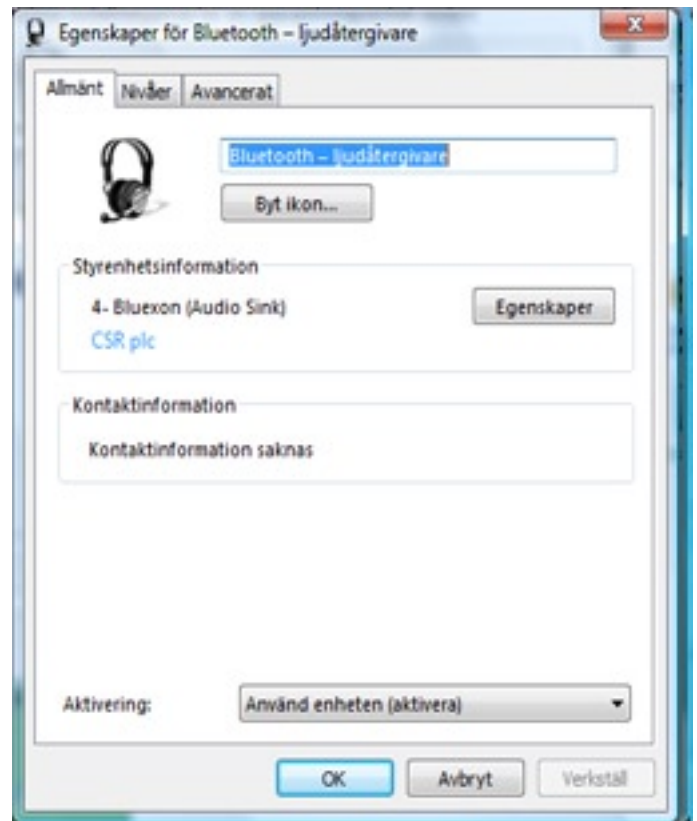 Egenskaper för Bluetooth – ljudåtergivare
Allmänt Nivåer Avancerat
Bluetooth – ljudåtergivare
Byt ikon...
Styrenhetsinformation
4- Bluexon (Audio Sink) Egenskaper
CSR plc
Kontaktinformation
Kontaktinformation saknas
Aktivering: Använd enheten (aktivera)
OK Avbryt Verkställ